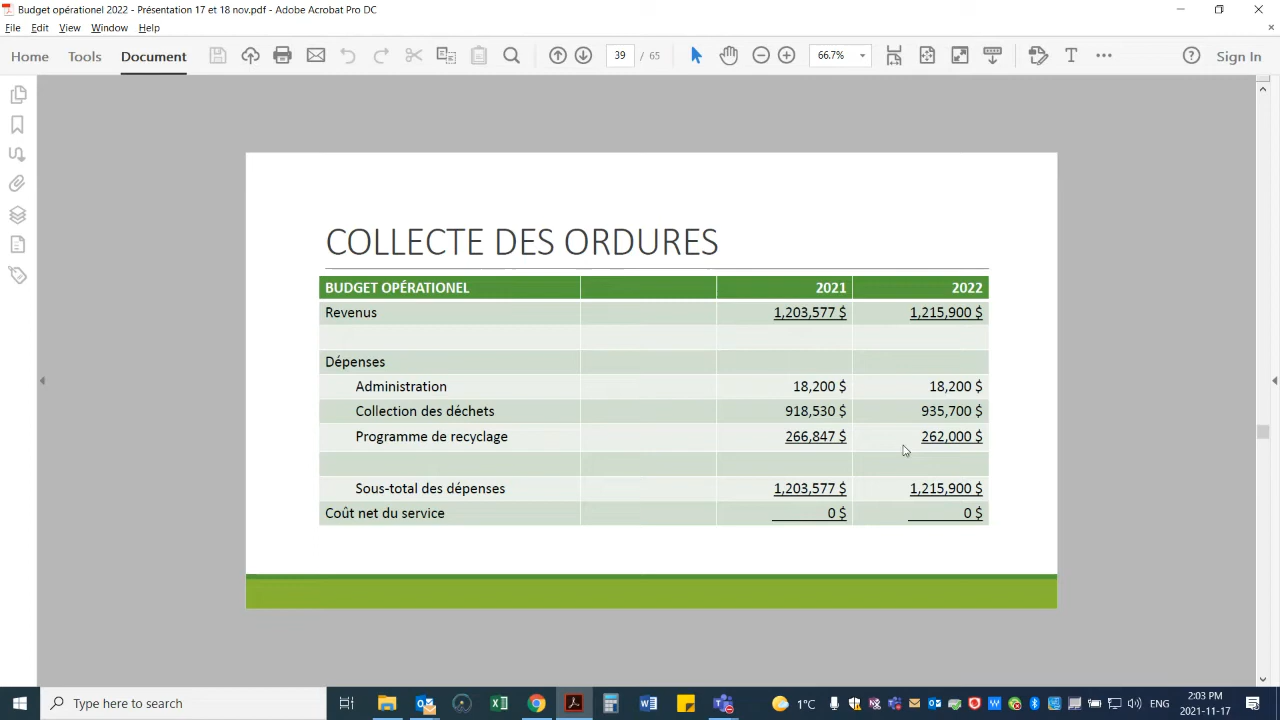 Budget opérationel 2022 - Présentation 17 et 18 nov.pdf - Adobe Acrobat Pro DC
File Edit View Window Help
Home Tools Document 39 / 65 66.7% Sign In
COLLECTE DES ORDURES
BUDGET OPÉRATIONEL 2021 2022
Revenus 1,203,577 $ 1,215,900 $
Dépenses
Administration 18,200 $ 18,200 $
Collection des déchets 918,530 $ 935,700 $
Programme de recyclage 266,847 $ 262,000 $
Sous-total des dépenses 1,203,577 $ 1,215,900 $
Coût net du service 0 $ 0 $
Type here to search
1°C
ENG
2:03 PM
2021-11-17